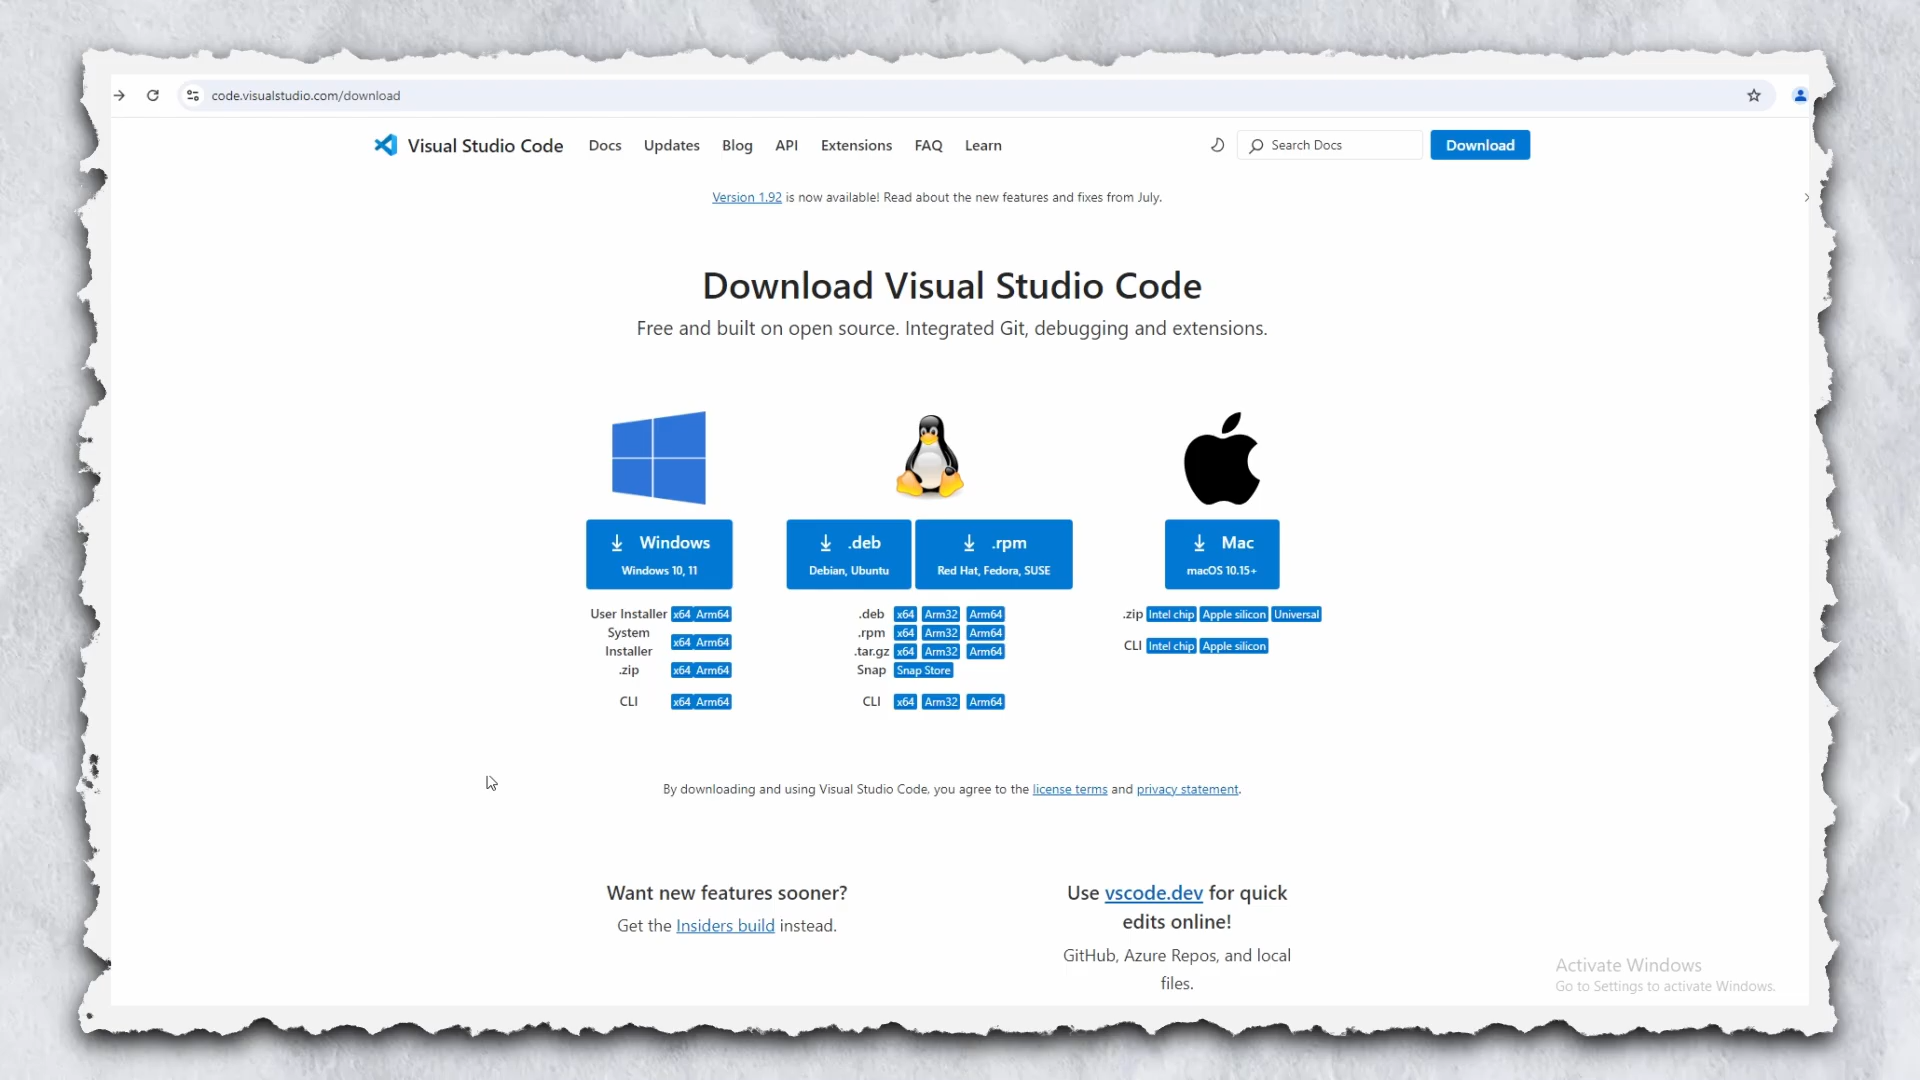 code.visualstudio.com/download
Visual Studio Code Docs Updates Blog API Extensions FAQ Learn Search Docs Download
Version 1.92 is now available! Read about the new features and fixes from July.
Download Visual Studio Code
Free and built on open source. Integrated Git, debugging and extensions.
Windows
Windows 10, 11
.deb
Debian, Ubuntu
.rpm
Red Hat, Fedora, SUSE
Mac
macOS 10.15+
User Installer x64 Arm64
System
Installer x64 Arm64
.zip x64 Arm64
CLI x64 Arm64
.deb x64 Arm32 Arm64
.rpm x64 Arm32 Arm64
.tar.gz x64 Arm32 Arm64
Snap Snap Store
CLI x64 Arm32 Arm64
.zip Intel chip Apple silicon Universal
CLI Intel chip Apple silicon
By downloading and using Visual Studio Code, you agree to the license terms and privacy statement.
Want new features sooner?
Get the Insiders build instead.
Use vscode.dev for quick
edits online!
GitHub, Azure Repos, and local
files.
Activate Windows
Go to Settings to activate Windows.